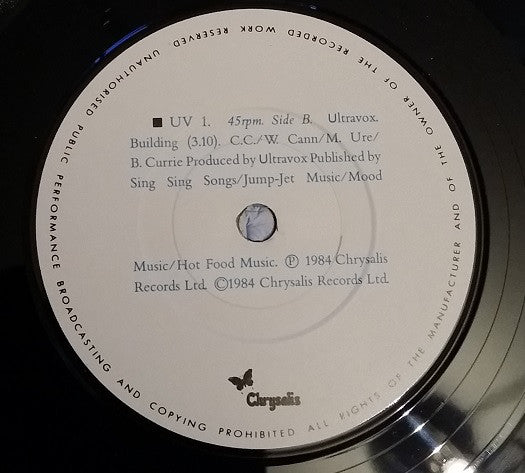 ■ UV 1. 45rpm. Side B. Ultravox.
Building (3.10). C.C./W. Cann/M. Ure/
B. Currie Produced by Ultravox Published by
Sing Sing Songs/Jump-Jet Music/Mood
Music/Hot Food Music. ℗ 1984 Chrysalis
Records Ltd. ©1984 Chrysalis Records Ltd.
Chrysalis
ALL RIGHTS OF THE MANUFACTURER AND OF THE OWNER OF THE RECORDED WORK RESERVED UNAUTHORISED PUBLIC PERFORMANCE BROADCASTING AND COPYING PROHIBITED